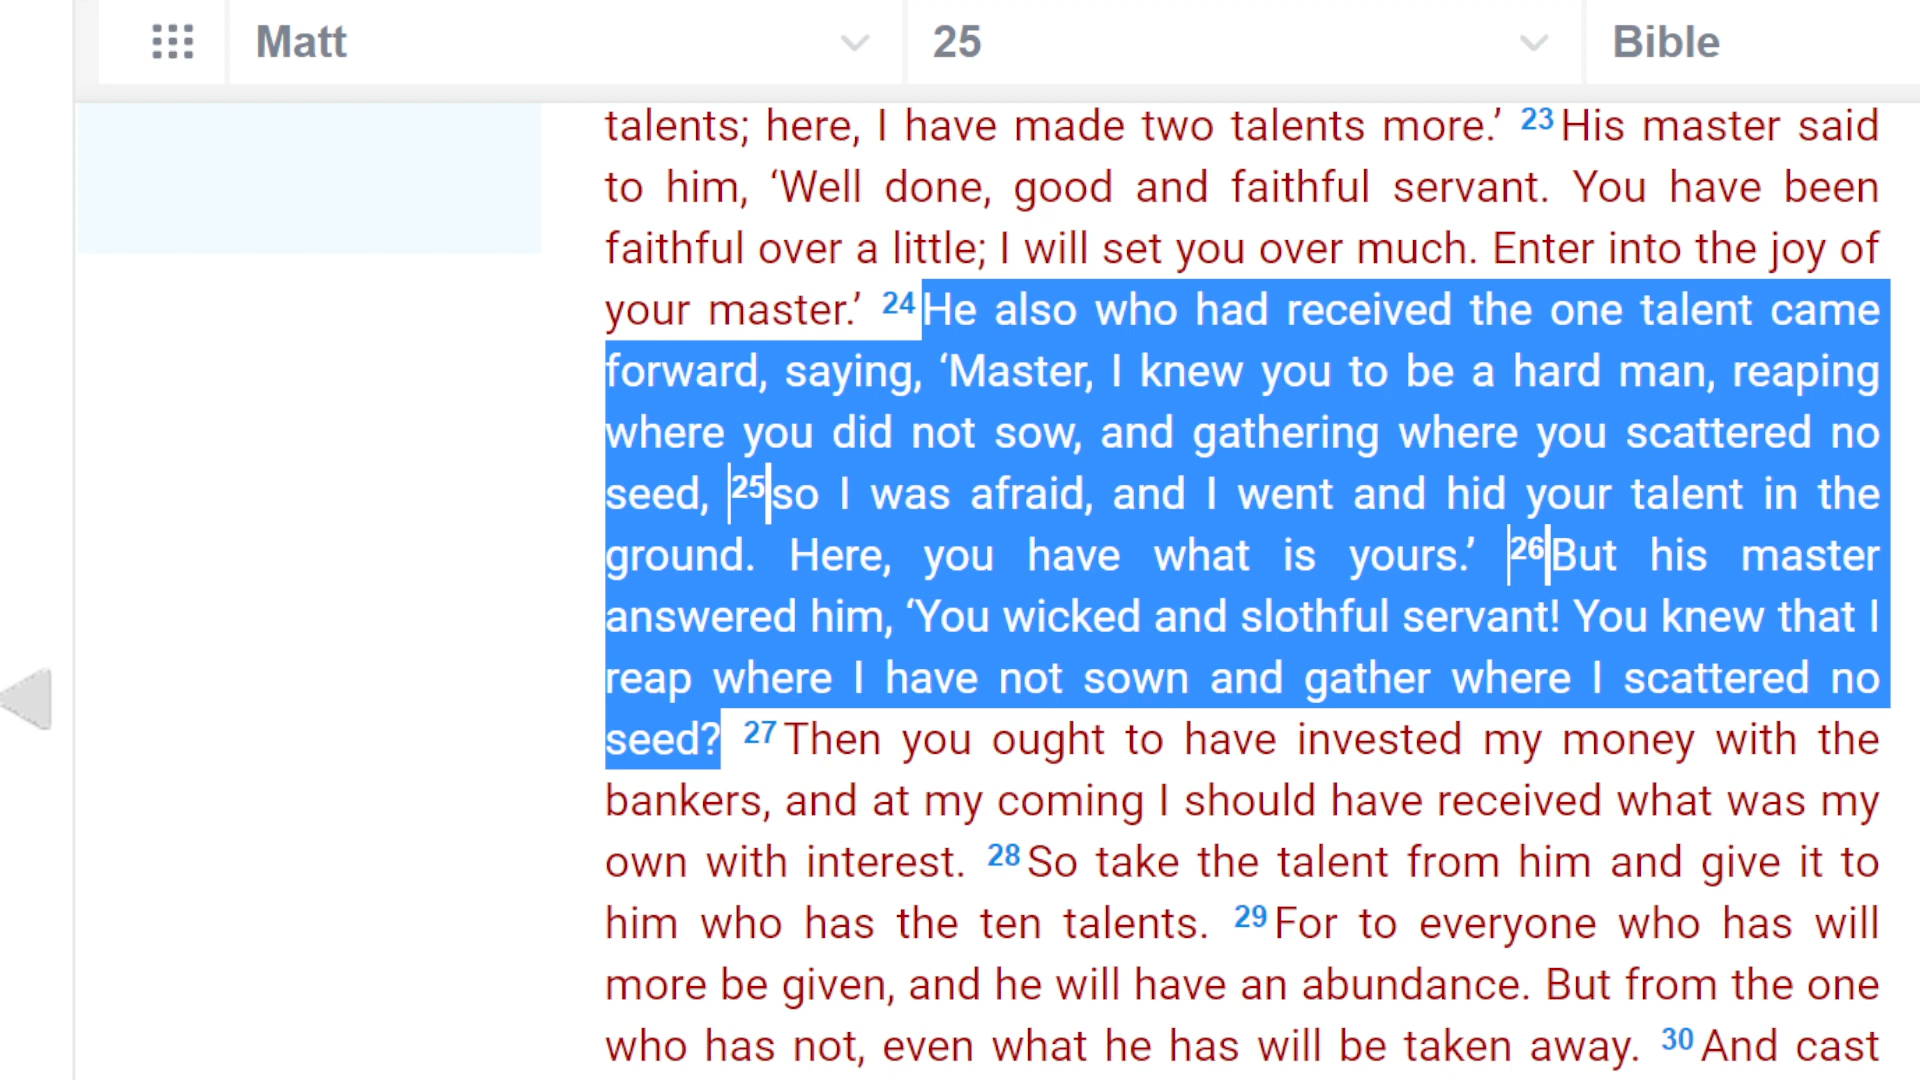 Matt 25 Bible
talents; here, I have made two talents more.’ 23 His master said
to him, ‘Well done, good and faithful servant. You have been
faithful over a little; I will set you over much. Enter into the joy of
your master.’ 24 He also who had received the one talent came
forward, saying, ‘Master, I knew you to be a hard man, reaping
where you did not sow, and gathering where you scattered no
seed, 25 so I was afraid, and I went and hid your talent in the
ground. Here, you have what is yours.’ 26 But his master
answered him, ‘You wicked and slothful servant! You knew that I
reap where I have not sown and gather where I scattered no
seed? 27 Then you ought to have invested my money with the
bankers, and at my coming I should have received what was my
own with interest. 28 So take the talent from him and give it to
him who has the ten talents. 29 For to everyone who has will
more be given, and he will have an abundance. But from the one
who has not, even what he has will be taken away. 30 And cast